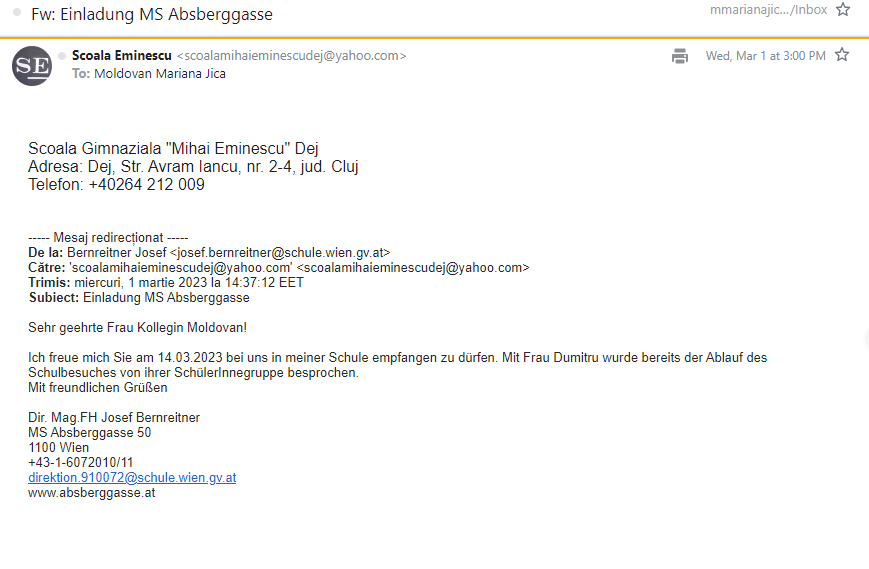 Fw: Einladung MS Absberggasse
mmarianajic.../Inbox
SE
Scoala Eminescu <scoalamihaieminescudej@yahoo.com>
Wed, Mar 1 at 3:00 PM
To: Moldovan Mariana Jica
Scoala Gimnaziala "Mihai Eminescu" Dej
Adresa: Dej, Str. Avram Iancu, nr. 2-4, jud. Cluj
Telefon: +40264 212 009
----- Mesaj redirecționat -----
De la: Bernreitner Josef <josef.bernreitner@schule.wien.gv.at>
Către: 'scoalamihaieminescudej@yahoo.com' <scoalamihaieminescudej@yahoo.com>
Trimis: miercuri, 1 martie 2023 la 14:37:12 EET
Subiect: Einladung MS Absberggasse
Sehr geehrte Frau Kollegin Moldovan!
Ich freue mich Sie am 14.03.2023 bei uns in meiner Schule empfangen zu dürfen. Mit Frau Dumitru wurde bereits der Ablauf des
Schulbesuches von ihrer SchülerInnegruppe besprochen.
Mit freundlichen Grüßen
Dir. Mag.FH Josef Bernreitner
MS Absberggasse 50
1100 Wien
+43-1-6072010/11
direktion.910072@schule.wien.gv.at
www.absberggasse.at